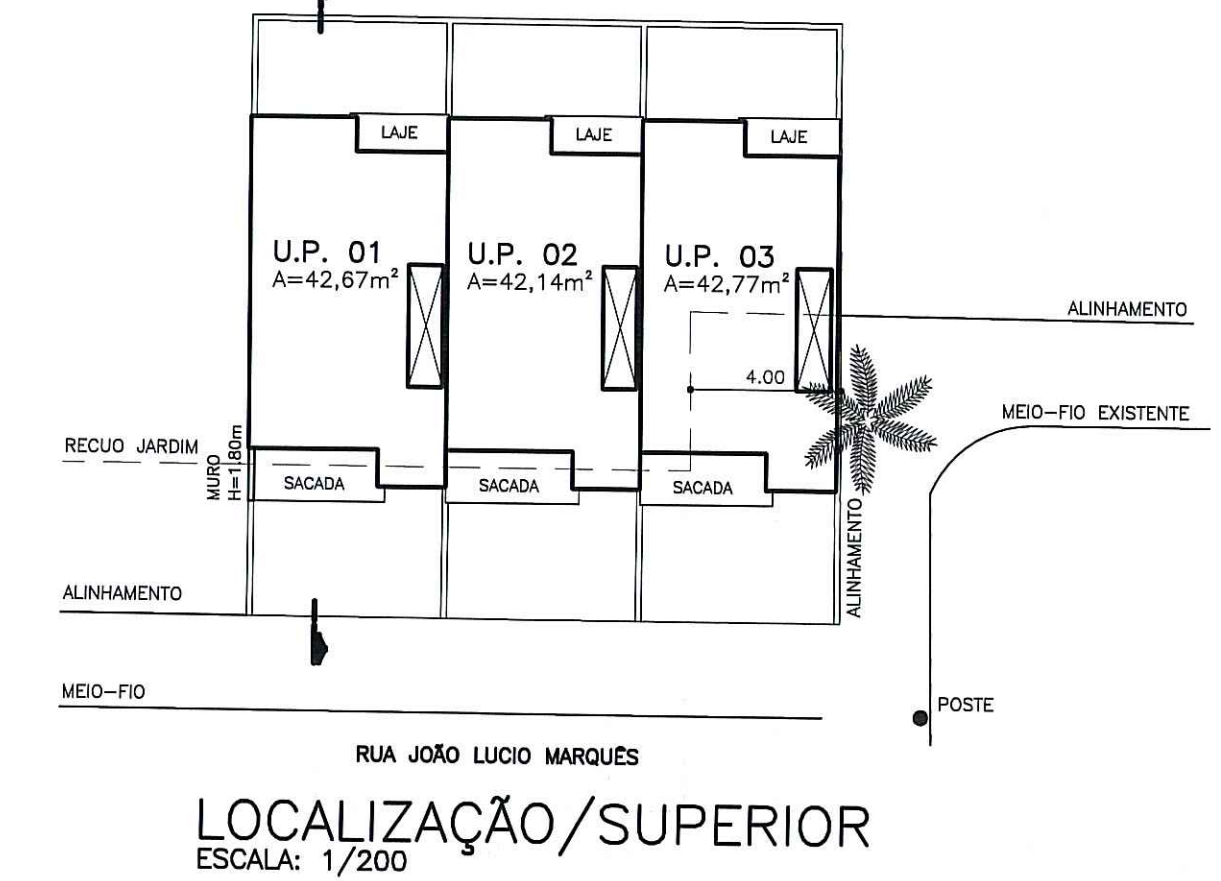 LAJE
LAJE
LAJE
U.P. 01
A=42,67m²
U.P. 02
A=42,14m²
U.P. 03
A=42,77m²
ALINHAMENTO
4.00
MEIO-FIO EXISTENTE
RECUO JARDIM
MURO
H=1.80m
SACADA
SACADA
SACADA
ALINHAMENTO
ALINHAMENTO
MEIO-FIO
POSTE
RUA JOÃO LUCIO MARQUÊS
LOCALIZAÇÃO/SUPERIOR
ESCALA: 1/200